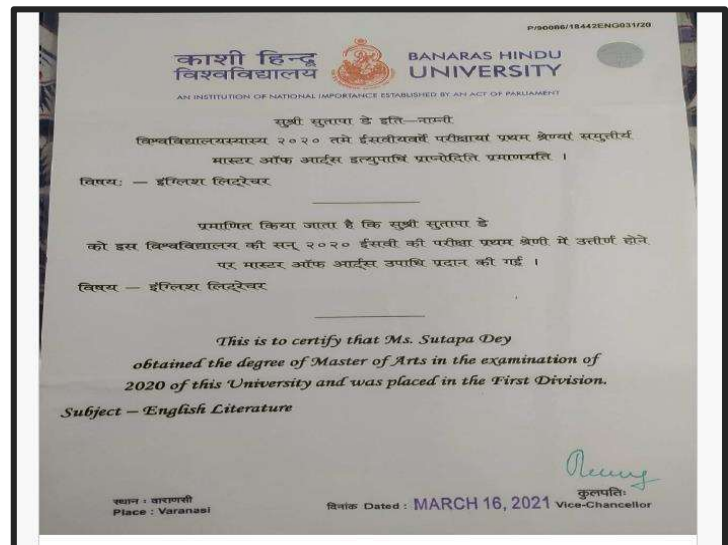 P/90086/18442ENG031/20
काशी हिन्दू
विश्वविद्यालय
BANARAS HINDU
UNIVERSITY
AN INSTITUTION OF NATIONAL IMPORTANCE ESTABLISHED BY AN ACT OF PARLIAMENT
सुश्री सुतापा डे इति—नाम्नी
विश्वविद्यालयस्यास्य २०२० तमे ईसवीयवर्षे परीक्षायां प्रथम श्रेण्यां समुत्तीर्य
मास्टर ऑफ आर्ट्स इत्युपाधिं प्राप्नोदिति प्रमाणयति ।
विषय: — इंग्लिश लिट्रेचर
प्रमाणित किया जाता है कि सुश्री सुतापा डे
को इस विश्वविद्यालय की सन् २०२० ईसवी की परीक्षा प्रथम श्रेणी में उत्तीर्ण होने
पर मास्टर ऑफ आर्ट्स उपाधि प्रदान की गई ।
विषय — इंग्लिश लिट्रेचर
This is to certify that Ms. Sutapa Dey
obtained the degree of Master of Arts in the examination of
2020 of this University and was placed in the First Division.
Subject — English Literature
स्थान : वाराणसी
Place : Varanasi
दिनांक Dated : MARCH 16, 2021
कुलपतिः
Vice-Chancellor